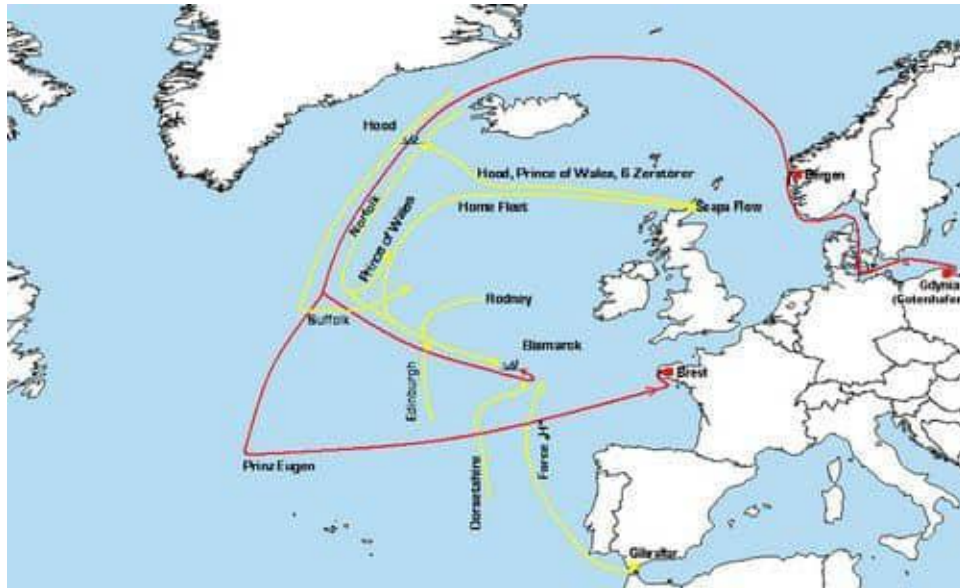 Hood
Hood, Prince of Wales, 6 Zerstörer
Bergen
Norfolk
Prince of Wales
Home Fleet
Scapa Flow
Gdynia
(Gotenhafen
Suffolk
Rodney
Bismarck
Edinburgh
Brest
Prinz Eugen
Dorsetshire
Force „H“
Gibraltar